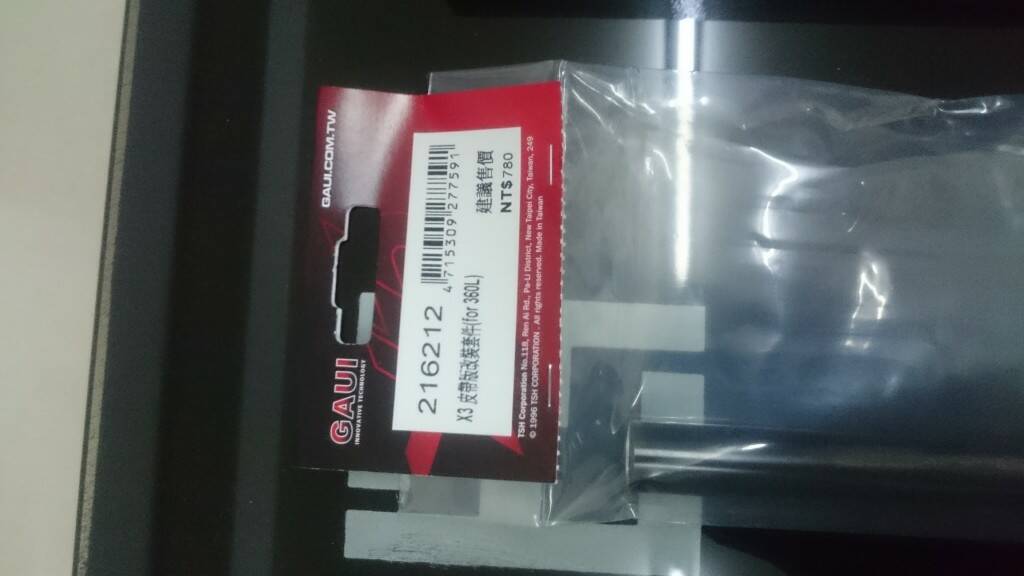 GAUI
INNOVATIVE TECHNOLOGY
GAUI.COM.TW
2162212
4 715309 277591
X3 皮帶版改裝套件(for 360L)
建議售價
NT$780
TSH Corporation No.118, Ren Ai Rd., Pa-Li District, New Taipei City, Taiwan, 249
© 1996 TSH CORPORATION . All rights reserved. Made in Taiwan